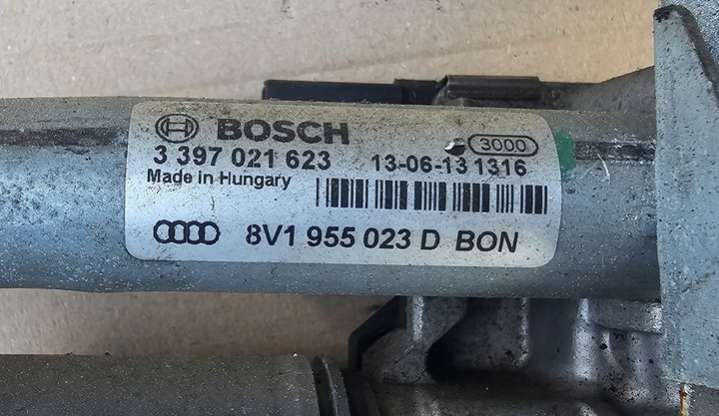 BOSCH
3000
3 397 021 623 13-06-13 1316
Made in Hungary
8V1 955 023 D BON